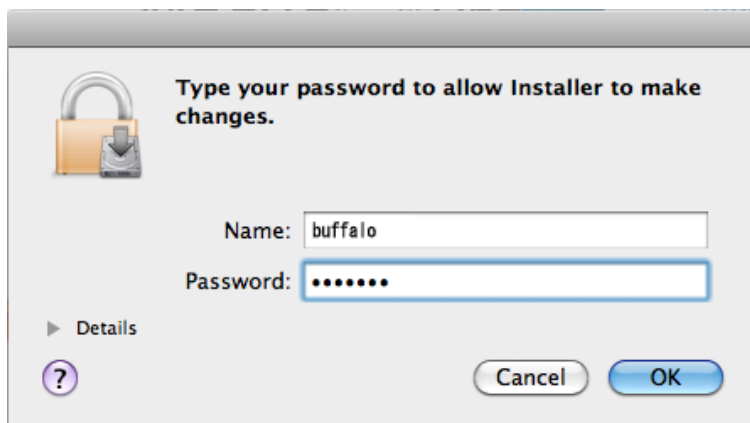 Type your password to allow Installer to make
changes.
Name: buffalo
Password: •••••••
Details
?
Cancel OK